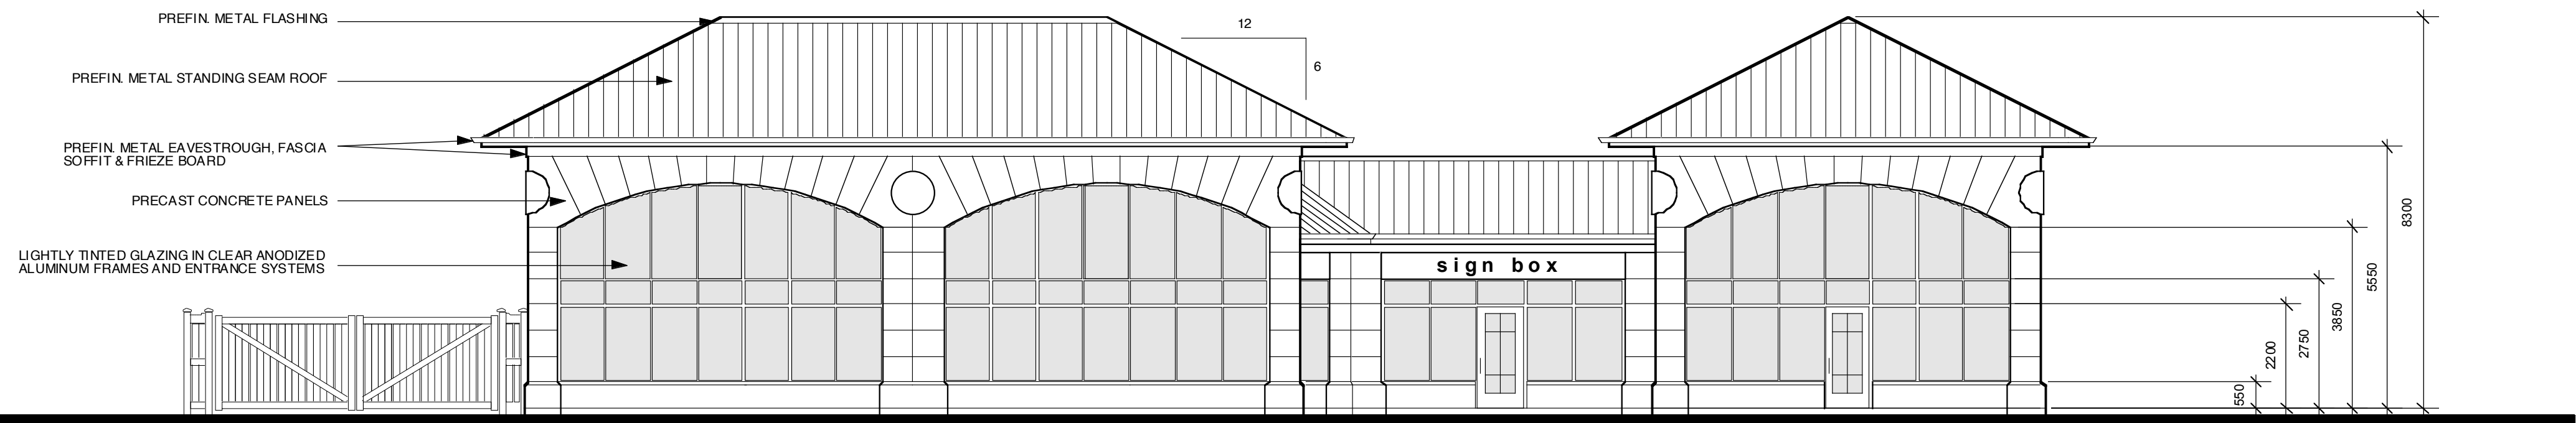 PREFIN. METAL FLASHING
12
6
PREFIN. METAL STANDING SEAM ROOF
PREFIN. METAL EAVESTROUGH, FASCIA
SOFFIT & FRIEZE BOARD
PRECAST CONCRETE PANELS
LIGHTLY TINTED GLAZING IN CLEAR ANODIZED
ALUMINUM FRAMES AND ENTRANCE SYSTEMS
sign box
550
2200
2750
3850
5550
8300